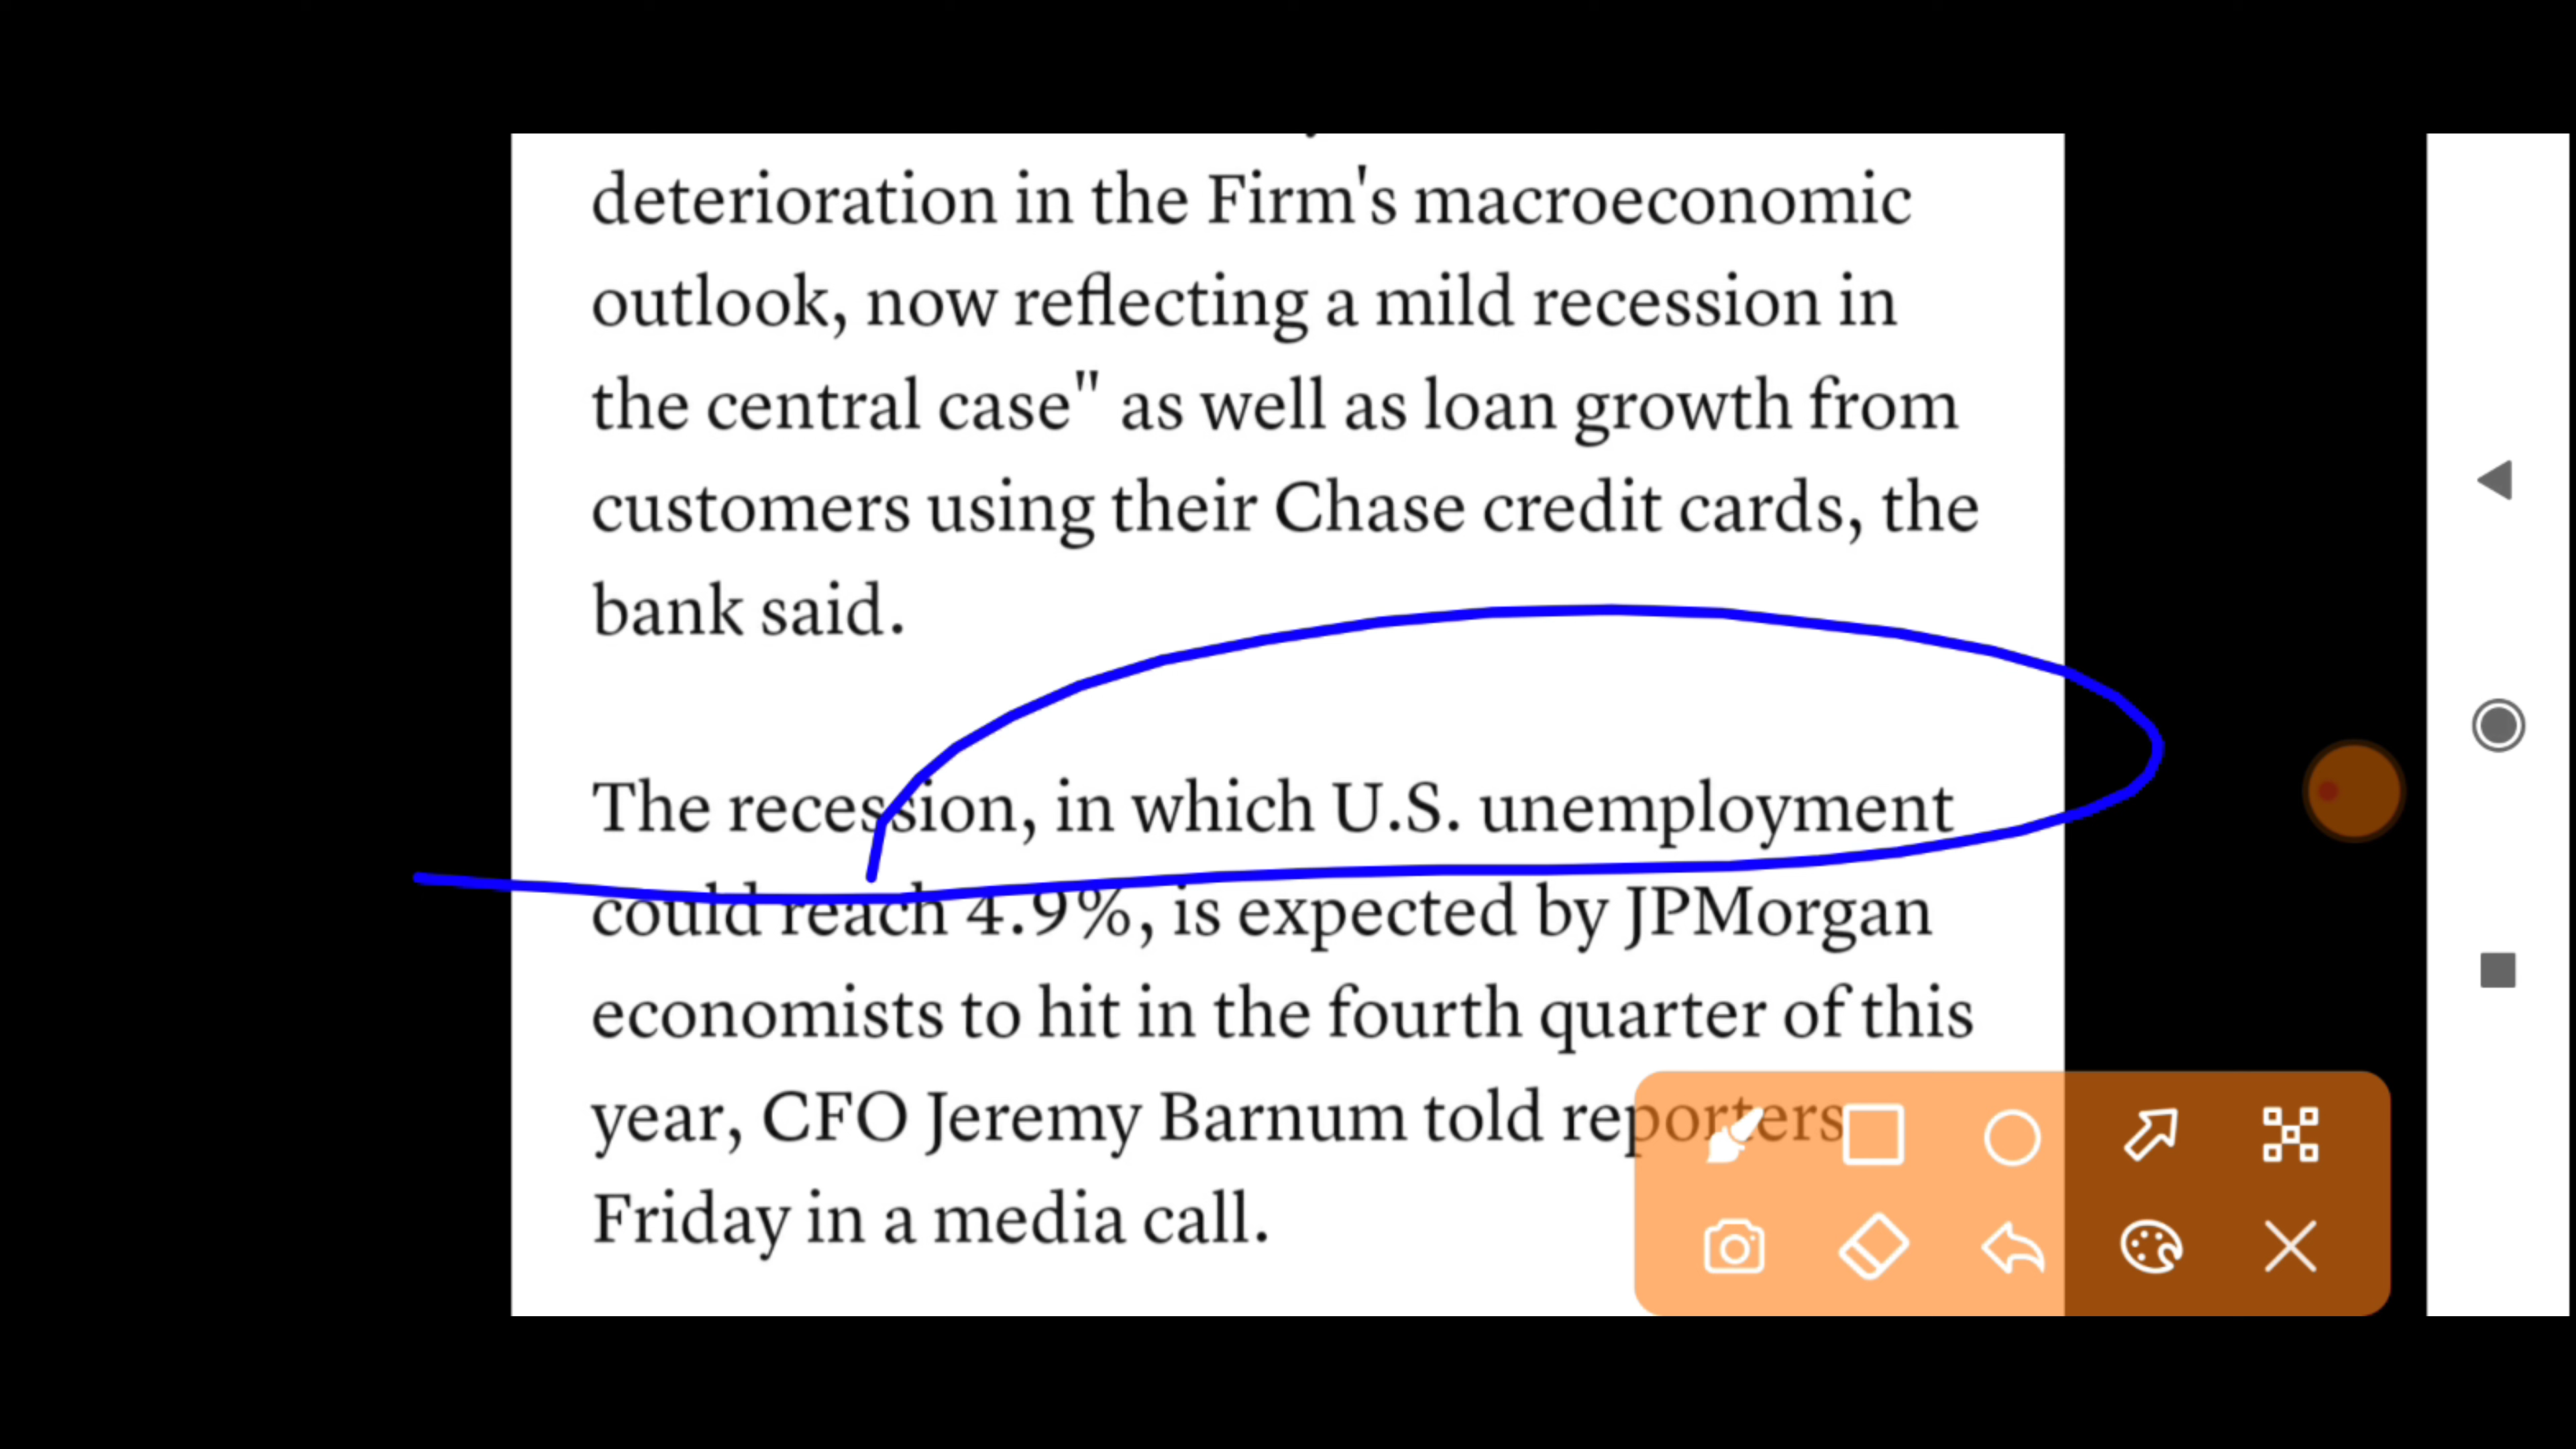 deterioration in the Firm's macroeconomic
outlook, now reflecting a mild recession in
the central case" as well as loan growth from
customers using their Chase credit cards, the
bank said.
The recession, in which U.S. unemployment
could reach 4.9%, is expected by JPMorgan
economists to hit in the fourth quarter of this
year, CFO Jeremy Barnum told reporters
Friday in a media call.